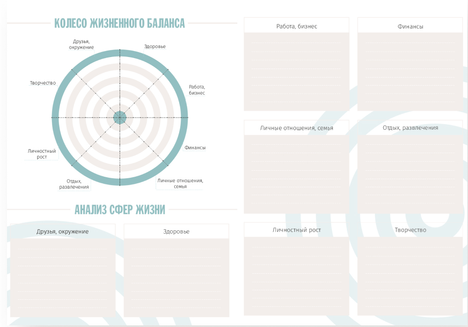 КОЛЕСО ЖИЗНЕННОГО БАЛАНСА
Друзья,
окружение
Здоровье
Работа,
бизнес
Финансы
Личные отношения,
семья
Отдых,
развлечения
Личностный
рост
Творчество
АНАЛИЗ СФЕР ЖИЗНИ
Друзья, окружение
Здоровье
Работа, бизнес
Финансы
Личные отношения, семья
Отдых, развлечения
Личностный рост
Творчество